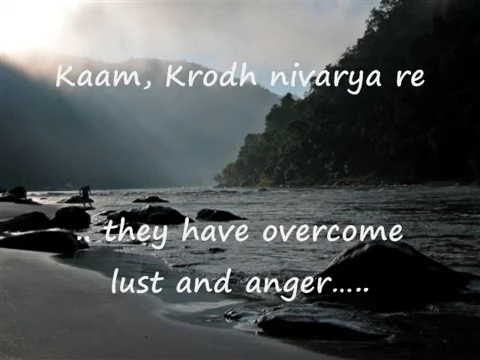 Kaam, Krodh nivarya re
.. they have overcome
lust and anger.....